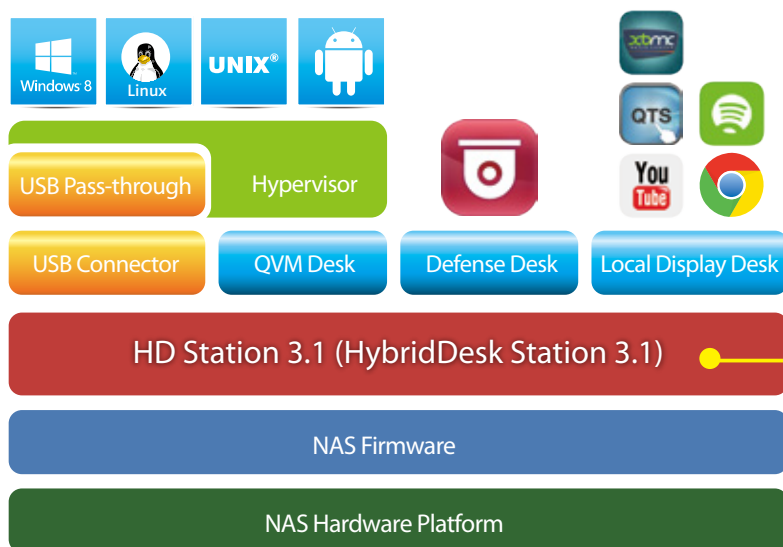 xbmc
Windows 8
Linux
UNIX®
QTS
You
Tube
USB Pass-through
Hypervisor
USB Connector
QVM Desk
Defense Desk
Local Display Desk
HD Station 3.1 (HybridDesk Station 3.1)
NAS Firmware
NAS Hardware Platform